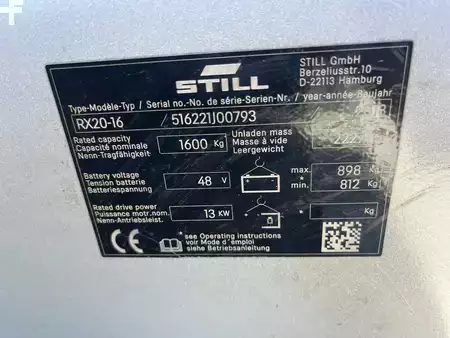 STILL
STILL GmbH
Berzeliusstr.10
D-22113 Hamburg
Type-Modèle-Typ / Serial no.-No. de série-Serien-Nr. / year-année-Baujahr
RX20-16 / 516221J00793
Rated capacity
Capacité nominale
Nenn-Tragfähigkeit
1600 Kg
Unladen mass
Masse à vide
Leergewicht
Battery voltage
Tension batterie
Batteriespannung
48 V
max. 898 Kg
min. 812 Kg
Rated drive power
Puissance motr.nom.
Nenn-Antriebsleist.
13 KW
* Kg
CE
* see Operating instructions
voir Mode d'emploi
siehe Betriebsanleitung